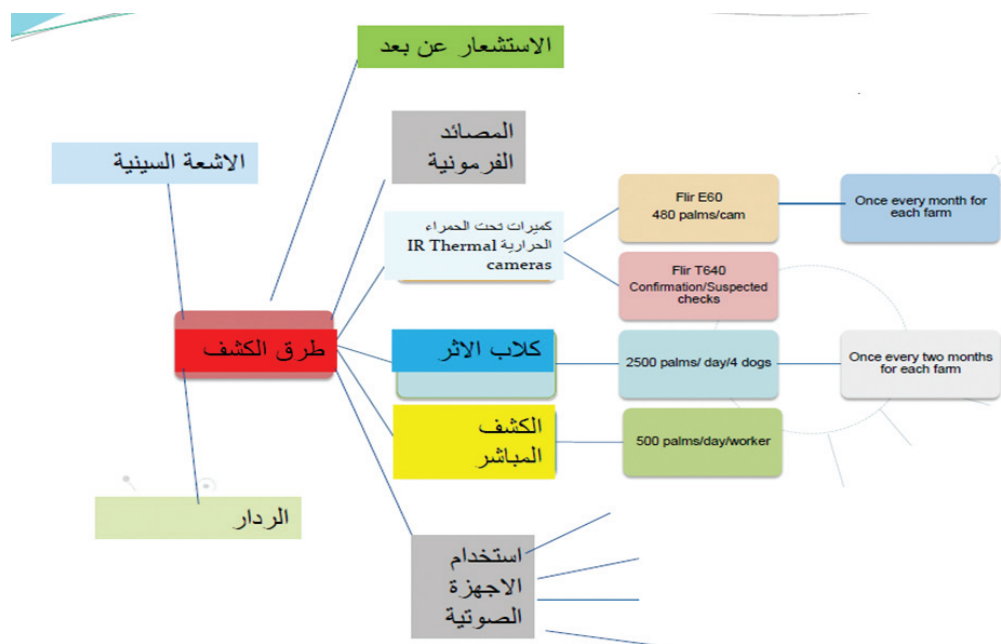 الاستشعار عن بعد
المصائد
الفرمونية
الاشعة السينية
كميرات تحت الحمراء
الحرارية IR Thermal
cameras
Flir E60
480 palms/cam
Once every month for
each farm
Flir T640
Confirmation/Suspected
checks
طرق الكشف
كلاب الاثر
2500 palms/ day/4 dogs
Once every two months
for each farm
الكشف
المباشر
500 palms/day/worker
الردار
استخدام
الاجهزة
الصوتية